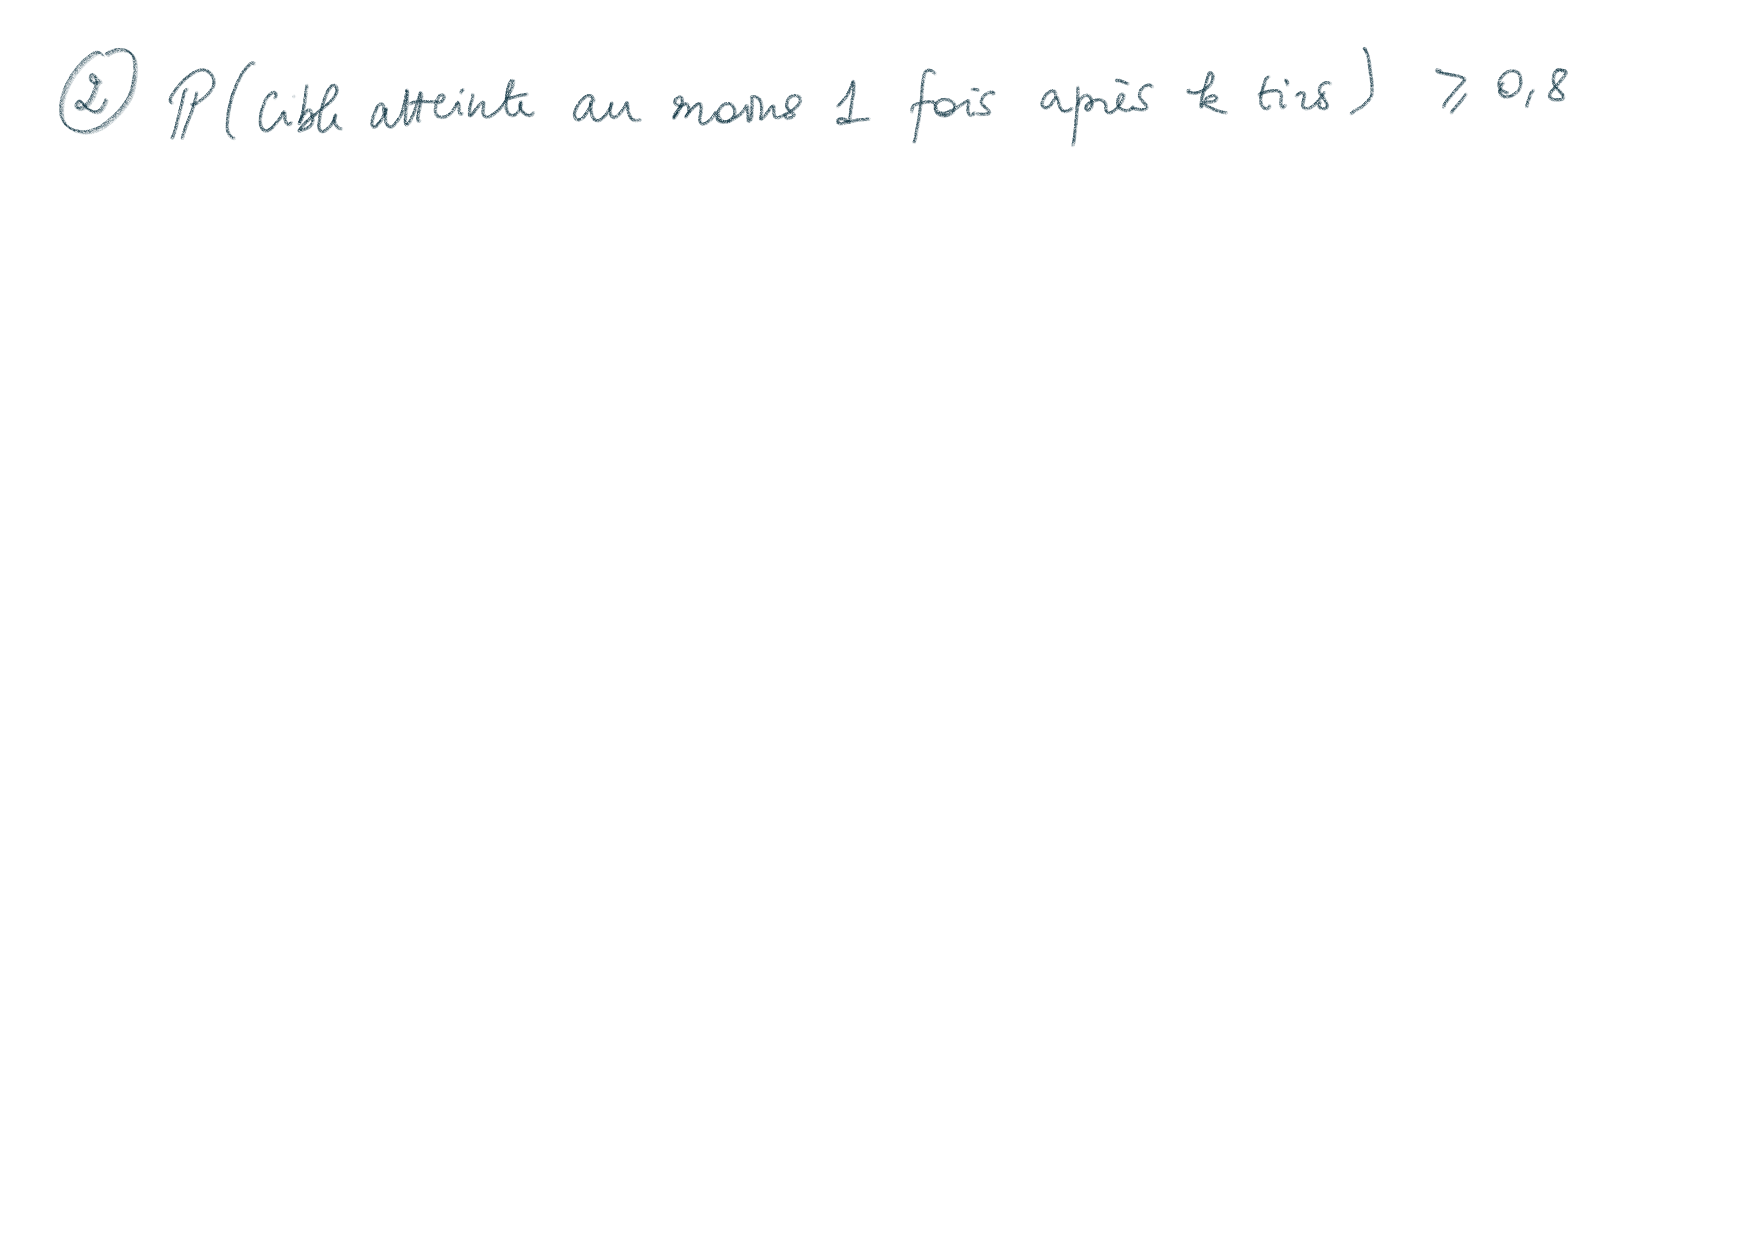 ② ℙ(Cible atteinte au moins 1 fois après k tirs) ⩾ 0,8